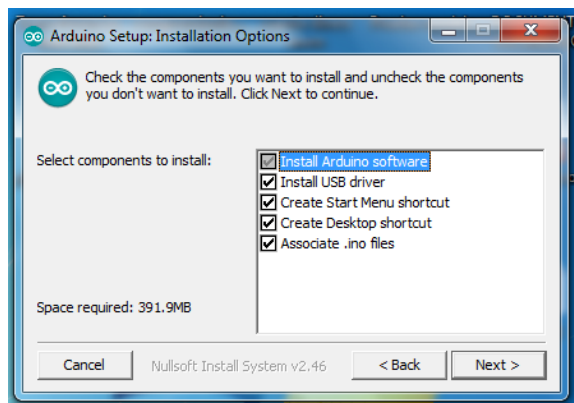 Arduino Setup: Installation Options
Check the components you want to install and uncheck the components
you don't want to install. Click Next to continue.
Select components to install:
Install Arduino software
Install USB driver
Create Start Menu shortcut
Create Desktop shortcut
Associate .ino files
Space required: 391.9MB
Cancel
Nullsoft Install System v2.46
< Back
Next >